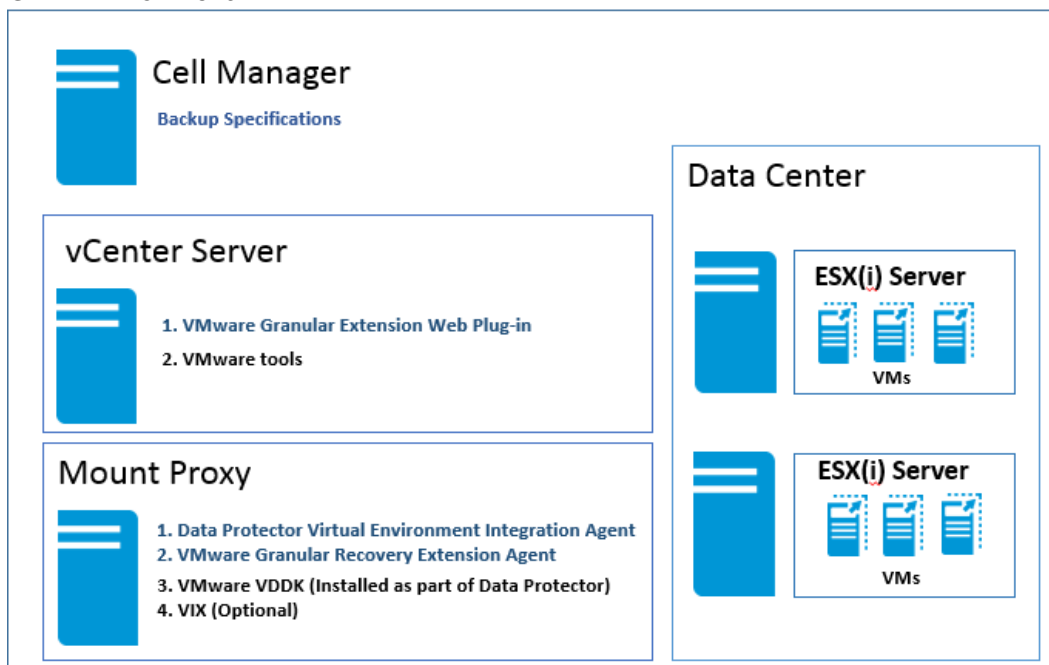 Cell Manager
Backup Specifications
Data Center
vCenter Server
1. VMware Granular Extension Web Plug-in
2. VMware tools
ESX(i) Server
VMs
Mount Proxy
1. Data Protector Virtual Environment Integration Agent
2. VMware Granular Recovery Extension Agent
3. VMware VDDK (Installed as part of Data Protector)
4. VIX (Optional)
ESX(i) Server
VMs